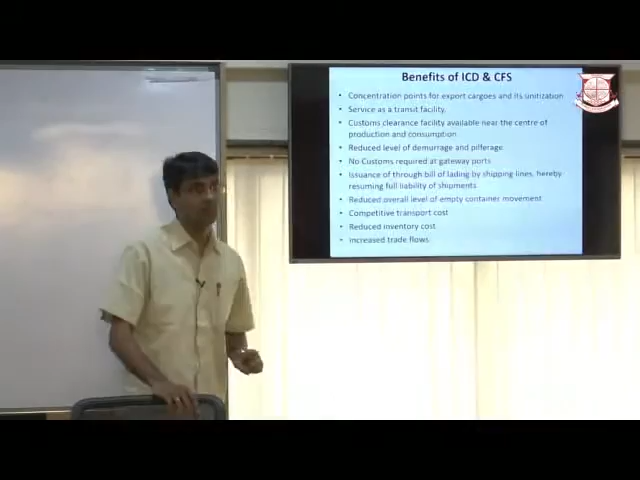 Benefits of ICD & CFS
• Concentration points for export cargoes and its unitization
• Service as a transit facility.
• Customs clearance facility available near the centre of
production and consumption
• Reduced level of demurrage and pilferage
• No Customs required at gateway ports
• Issuance of through bill of lading by shipping lines, hereby
resuming full liability of shipments
• Reduced overall level of empty container movement
• Competitive transport cost
• Reduced inventory cost
• Increased trade flows